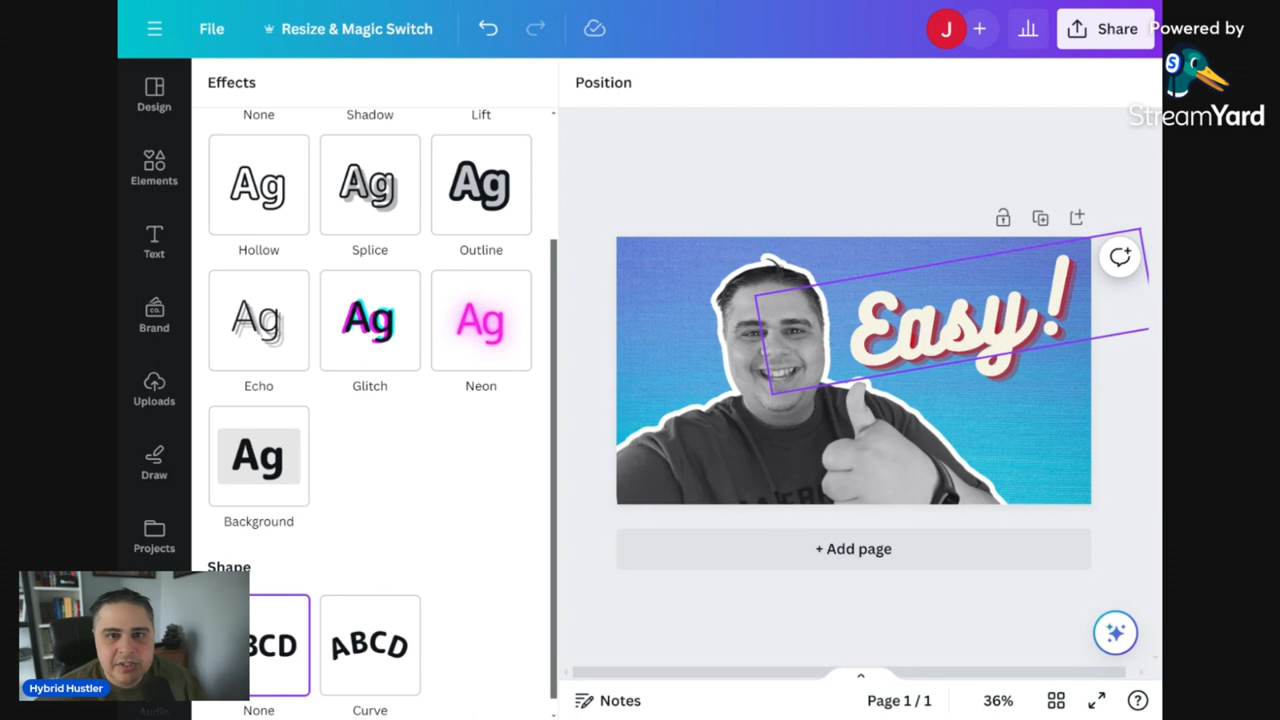 File
Resize & Magic Switch
J
+
Share
Powered by
S
StreamYard
Design
Elements
Text
CO.
Brand
Uploads
Draw
Projects
Effects
None
Shadow
Lift
Ag
Ag
Ag
Hollow
Splice
Outline
Ag
Ag
Ag
Echo
Glitch
Neon
Ag
Background
Shape
BCD
ABCD
None
Curve
Position
Easy!
+ Add page
Notes
Page 1 / 1
36%
?
Hybrid Hustler
Audio